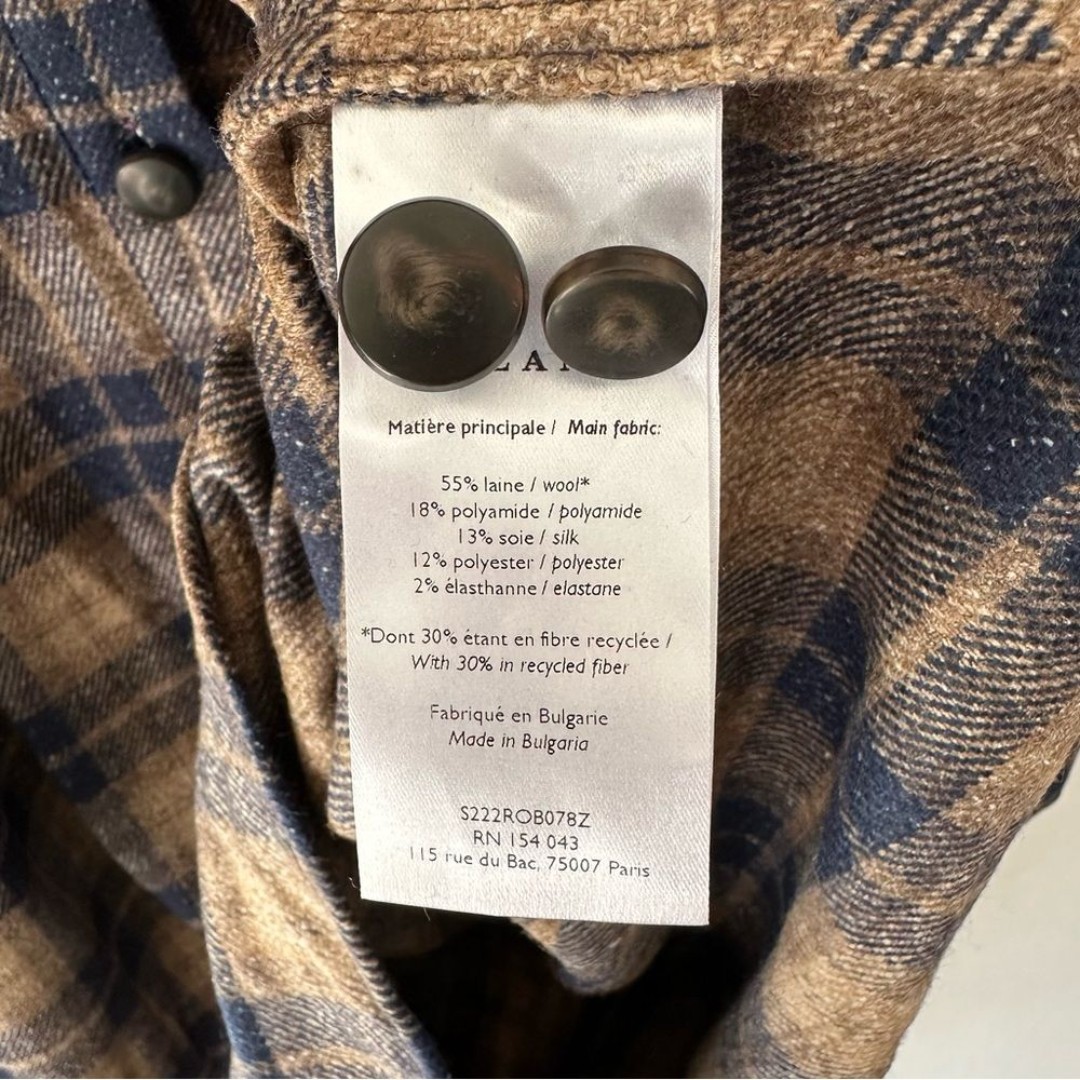 Matière principale / Main fabric:
55% laine / wool*
18% polyamide / polyamide
13% soie / silk
12% polyester / polyester
2% élasthanne / elastane
*Dont 30% étant en fibre recyclée /
With 30% in recycled fiber
Fabriqué en Bulgarie
Made in Bulgaria
S222ROB078Z
RN 154 043
115 rue du Bac, 75007 Paris